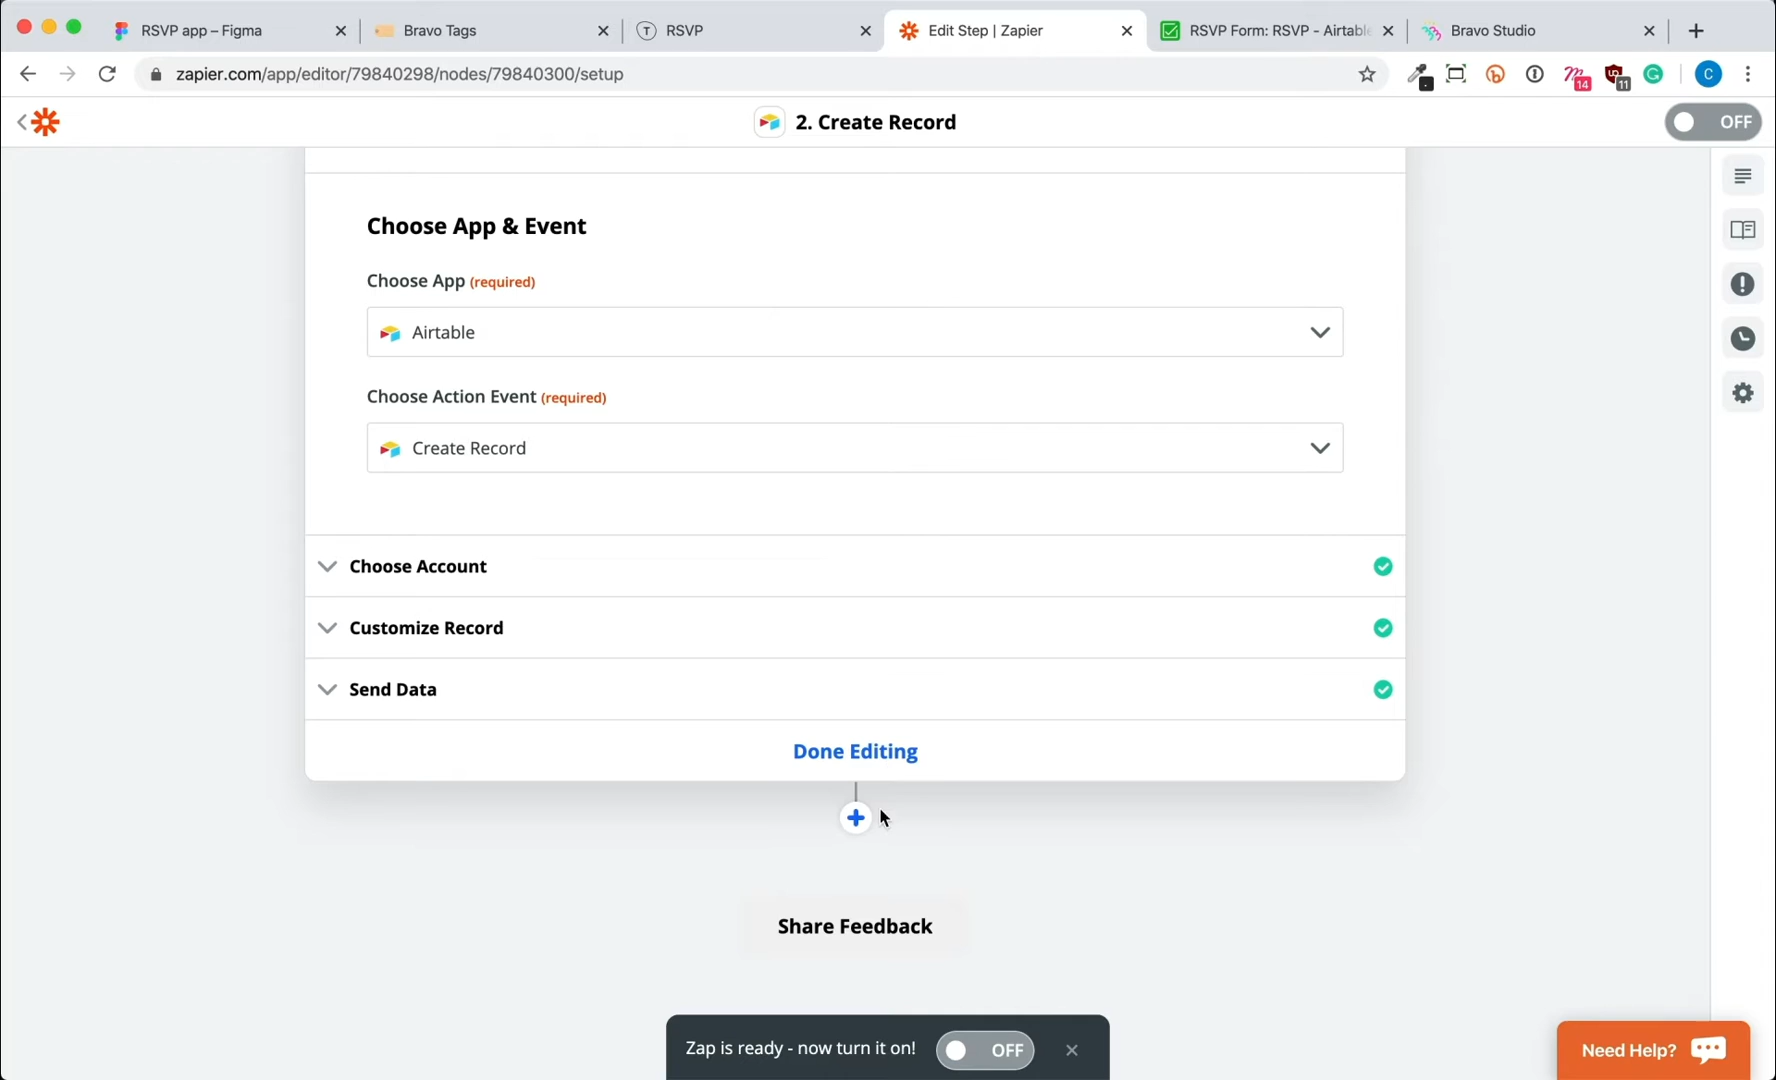 RSVP app – Figma
Bravo Tags
T RSVP
Edit Step | Zapier
RSVP Form: RSVP - Airtable
Bravo Studio
zapier.com/app/editor/79840298/nodes/79840300/setup
14
11
C
2. Create Record
OFF
Choose App & Event
Choose App (required)
Airtable
Choose Action Event (required)
Create Record
Choose Account
Customize Record
Send Data
Done Editing
Share Feedback
Zap is ready - now turn it on!
OFF
Need Help?